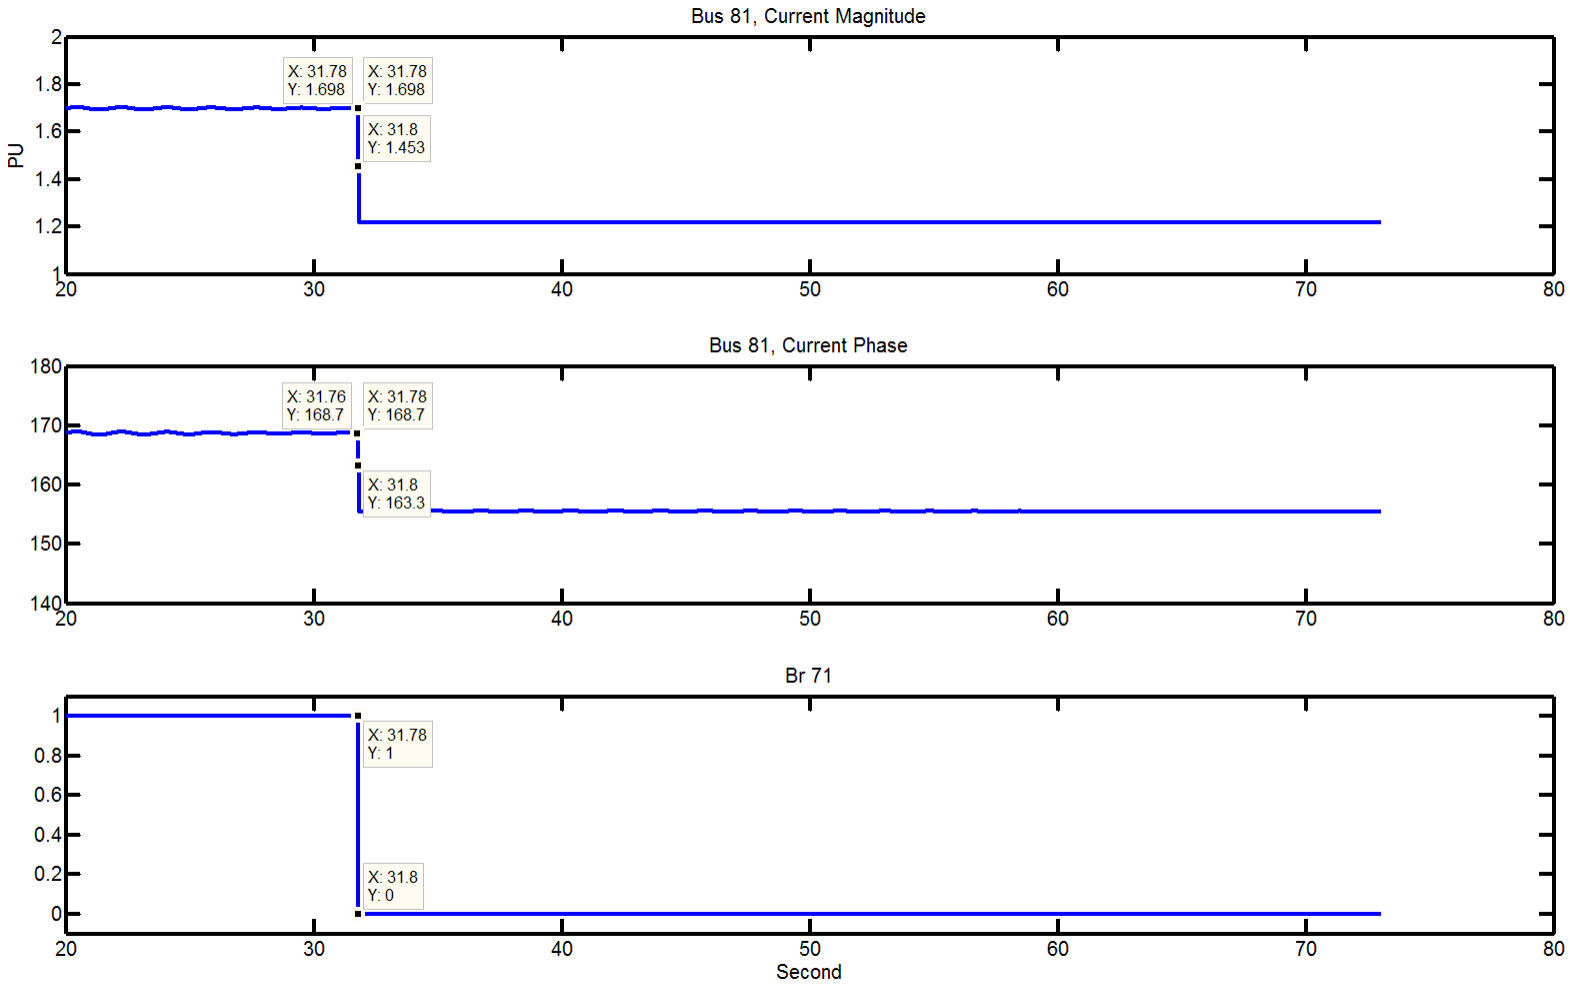 Bus 81, Current Magnitude
2
1.8
1.6
1.4
1.2
1
PU
X: 31.78
Y: 1.698
X: 31.78
Y: 1.698
X: 31.8
Y: 1.453
20 30 40 50 60 70 80
Bus 81, Current Phase
180
170
160
150
140
X: 31.76
Y: 168.7
X: 31.78
Y: 168.7
X: 31.8
Y: 163.3
20 30 40 50 60 70 80
Br 71
1
0.8
0.6
0.4
0.2
0
X: 31.78
Y: 1
X: 31.8
Y: 0
20 30 40 50 60 70 80
Second